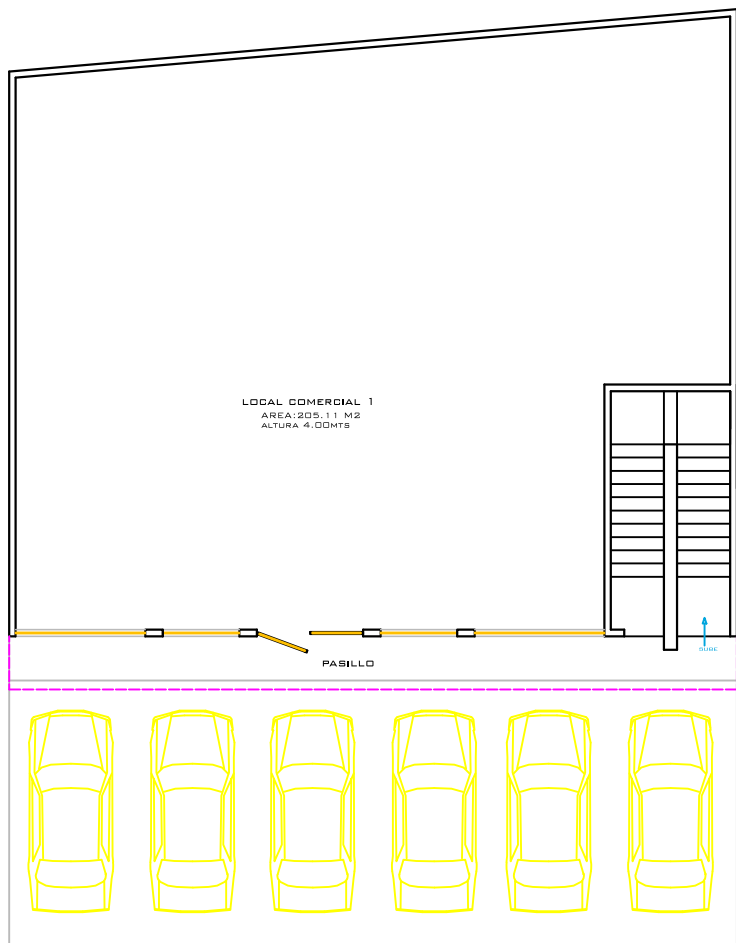 LOCAL COMERCIAL 1
AREA:205.11 M2
ALTURA 4.00MTS
PASILLO
SUBE